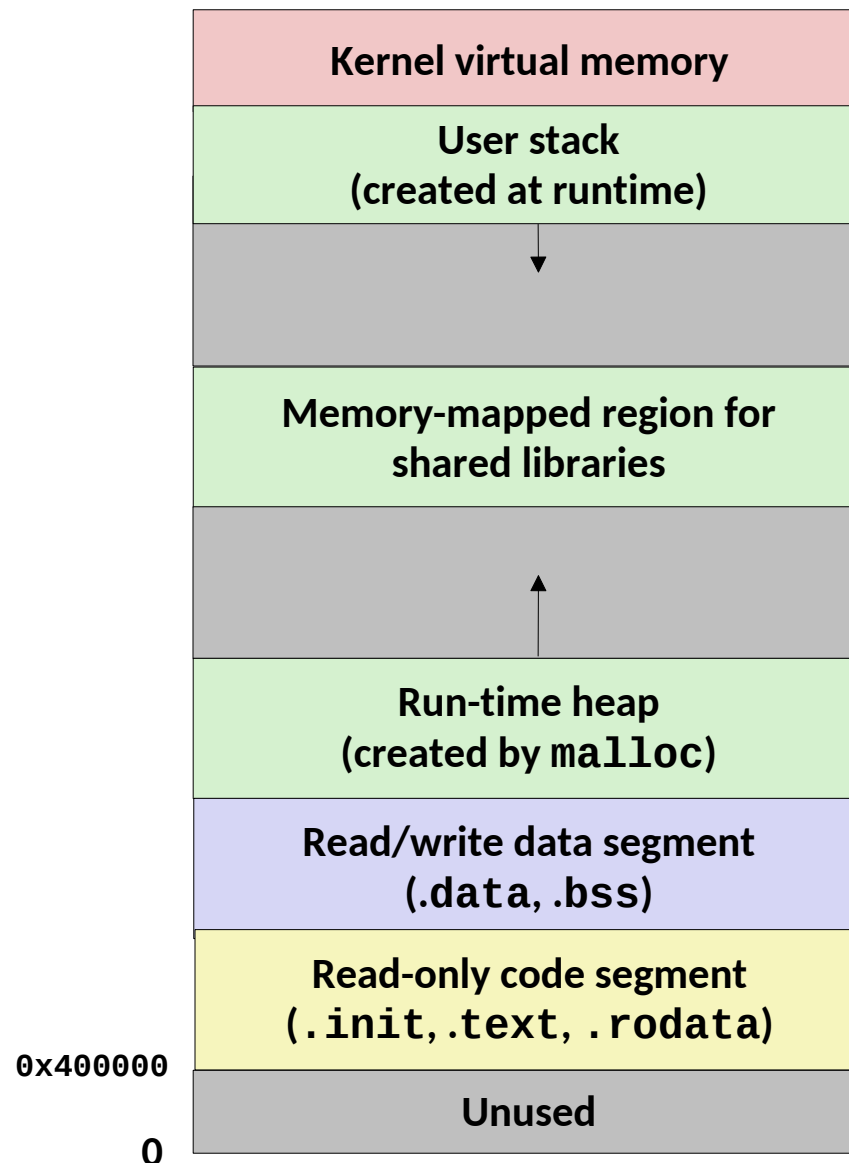 Kernel virtual memory
User stack
(created at runtime)
Memory-mapped region for
shared libraries
Run-time heap
(created by malloc)
Read/write data segment
(.data, .bss)
Read-only code segment
(.init, .text, .rodata)
0x400000
Unused
0